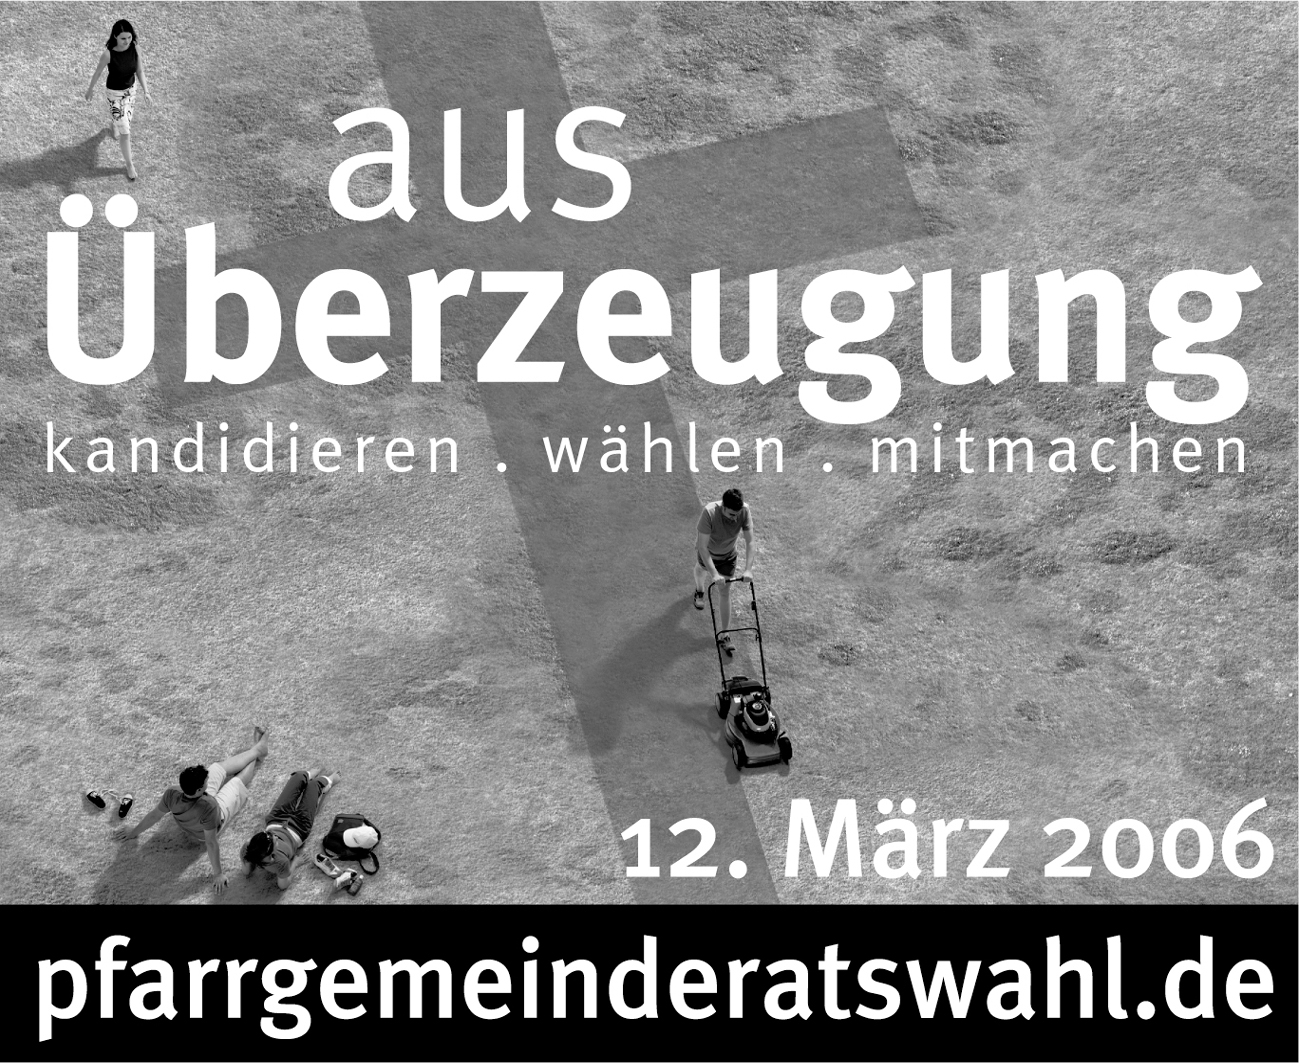 aus
Überzeugung
kandidieren . wählen . mitmachen
12. März 2006
pfarrgemeinderatswahl.de